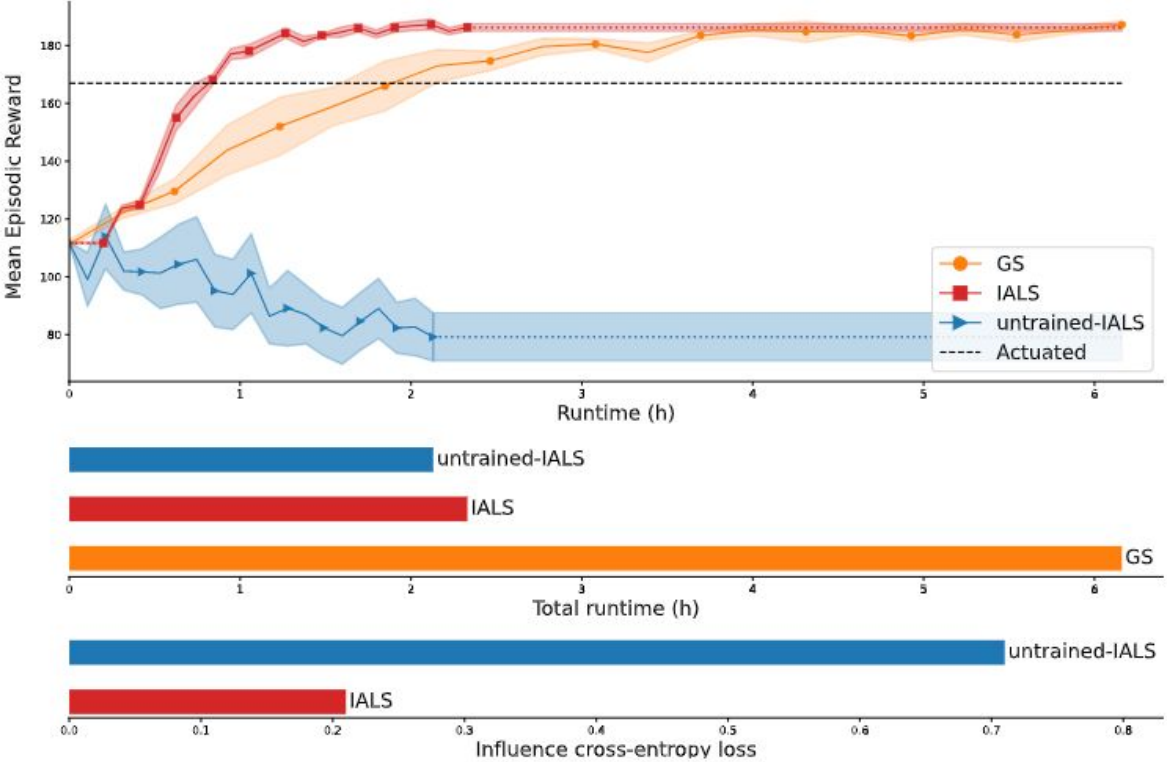 Mean Episodic Reward
180
160
140
120
100
80
GS
IALS
untrained-IALS
Actuated
0 1 2 3 4 5 6
Runtime (h)
untrained-IALS
IALS
GS
0 1 2 3 4 5 6
Total runtime (h)
untrained-IALS
IALS
0.0 0.1 0.2 0.3 0.4 0.5 0.6 0.7 0.8
Influence cross-entropy loss